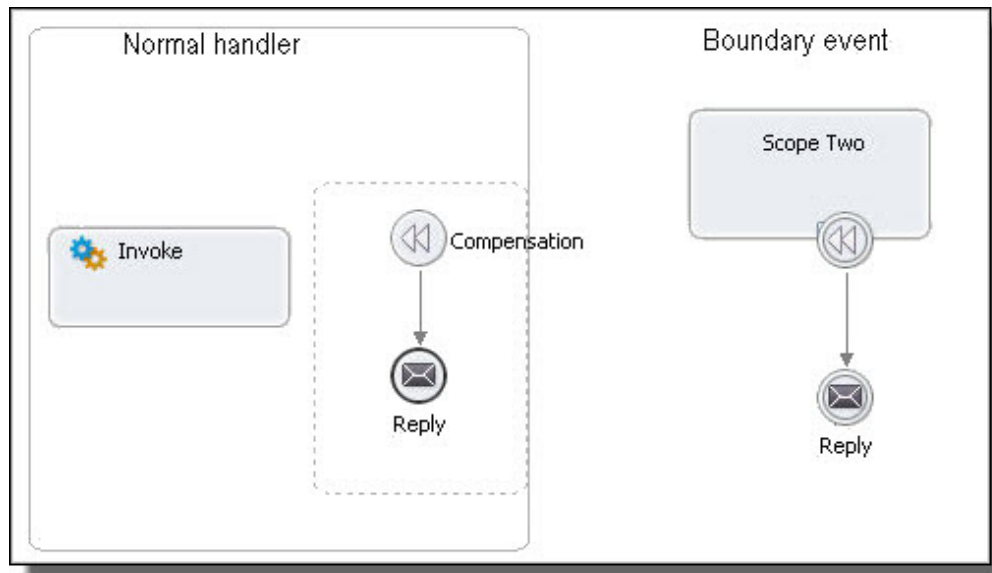 Normal handler
Boundary event
Scope Two
Invoke
Compensation
Reply
Reply